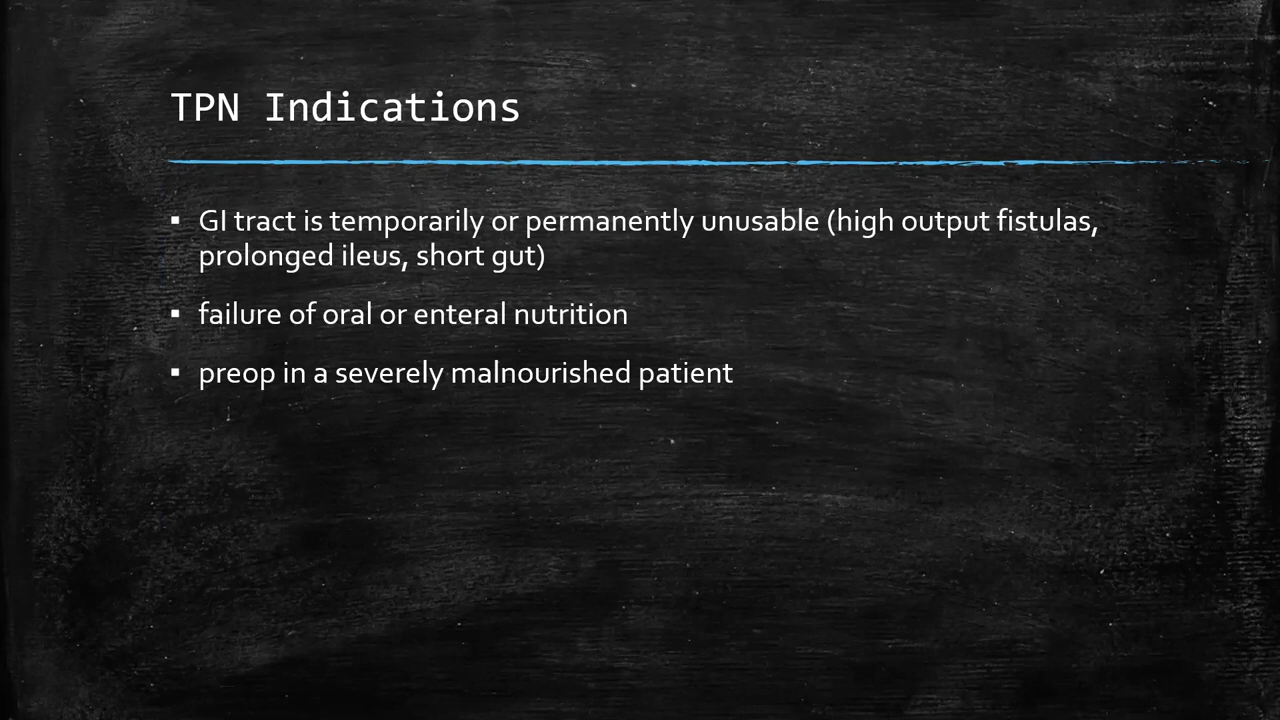 TPN Indications
▪ GI tract is temporarily or permanently unusable (high output fistulas,
prolonged ileus, short gut)
▪ failure of oral or enteral nutrition
▪ preop in a severely malnourished patient